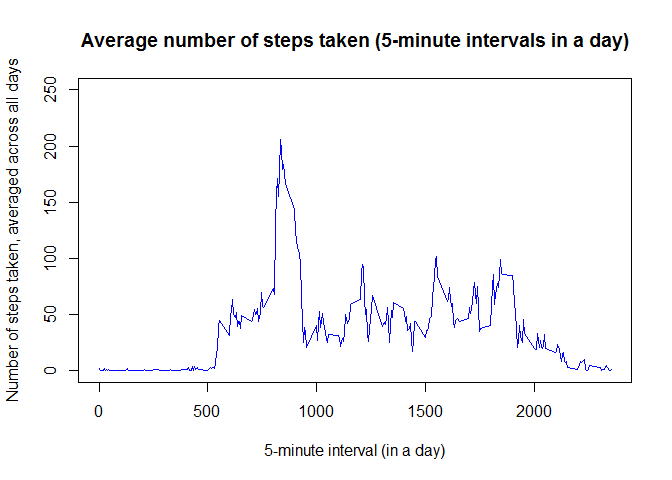 Average number of steps taken (5-minute intervals in a day)
Number of steps taken, averaged across all days
250
200
150
100
50
0
0 500 1000 1500 2000
5-minute interval (in a day)